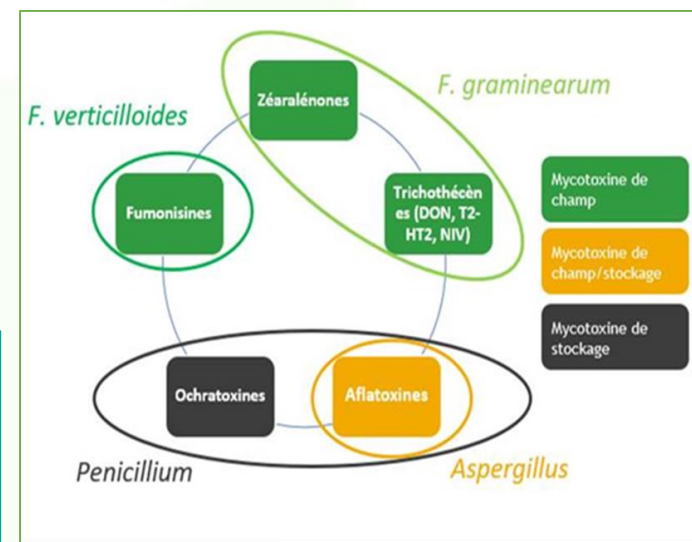 F. graminearum
Zéaralénones
F. verticilloides
Fumonisines
Trichothécèn
es (DON, T2-
HT2, NIV)
Mycotoxine de
champ
Mycotoxine de
champ/stockage
Mycotoxine de
stockage
Ochratoxines
Aflatoxines
Penicillium
Aspergillus